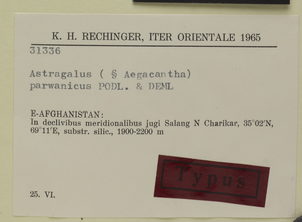 K. H. RECHINGER, ITER ORIENTALE 1965
31336
Astragalus ( § Aegacantha)
parwanicus PODL. & DEML
E-AFGHANISTAN:
In declivibus meridionalibus jugi Salang N Charikar, 35°02'N,
69°11'E, substr. silic., 1900-2200 m
Typus
25. VI.